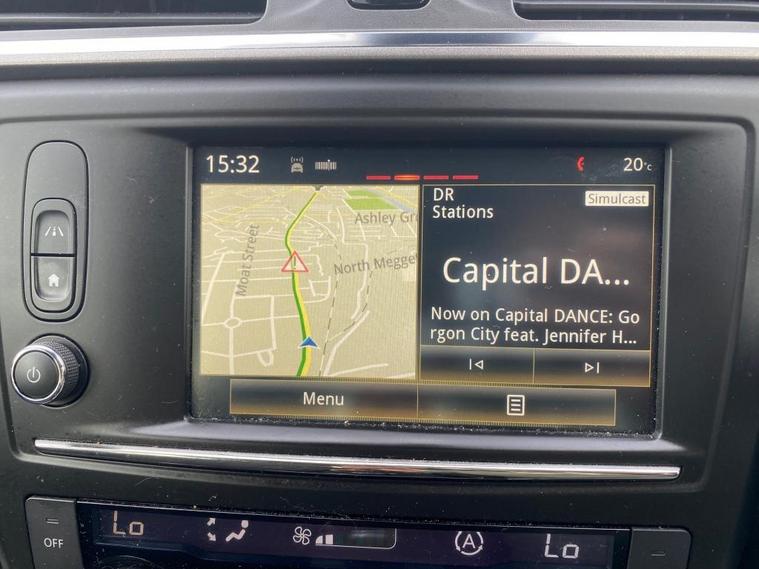 15:32
20°c
DR
Stations
Simulcast
Ashley Gr
Moat Street
North Megge
Capital DA...
Now on Capital DANCE: Go
rgon City feat. Jennifer H...
Menu
OFF
Lo
A
Lo